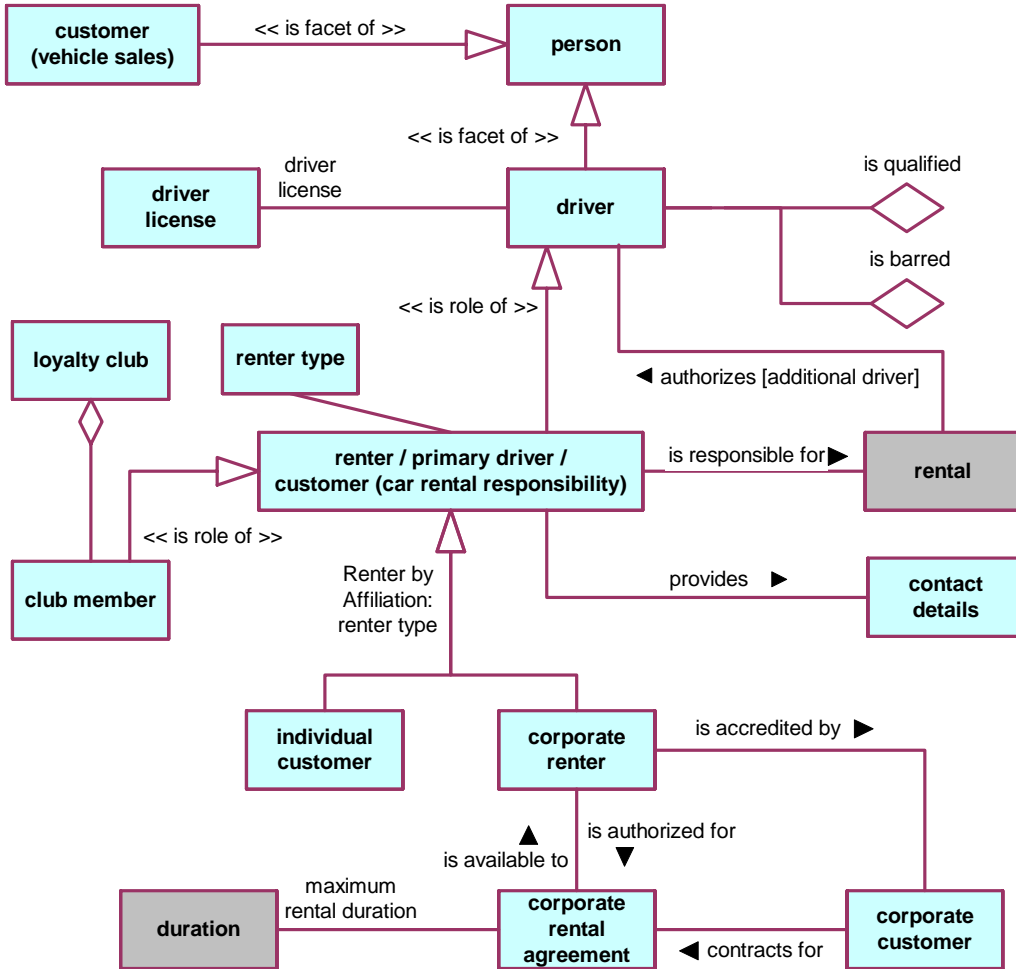 customer
(vehicle sales)
<< is facet of >>
person
<< is facet of >>
driver
license
driver
license
driver
is qualified
is barred
<< is role of >>
loyalty club
renter type
authorizes [additional driver]
renter / primary driver /
customer (car rental responsibility)
is responsible for
rental
<< is role of >>
club member
Renter by
Affiliation:
renter type
provides
contact
details
individual
customer
corporate
renter
is accredited by
is authorized for
is available to
duration
maximum
rental duration
corporate
rental
agreement
contracts for
corporate
customer